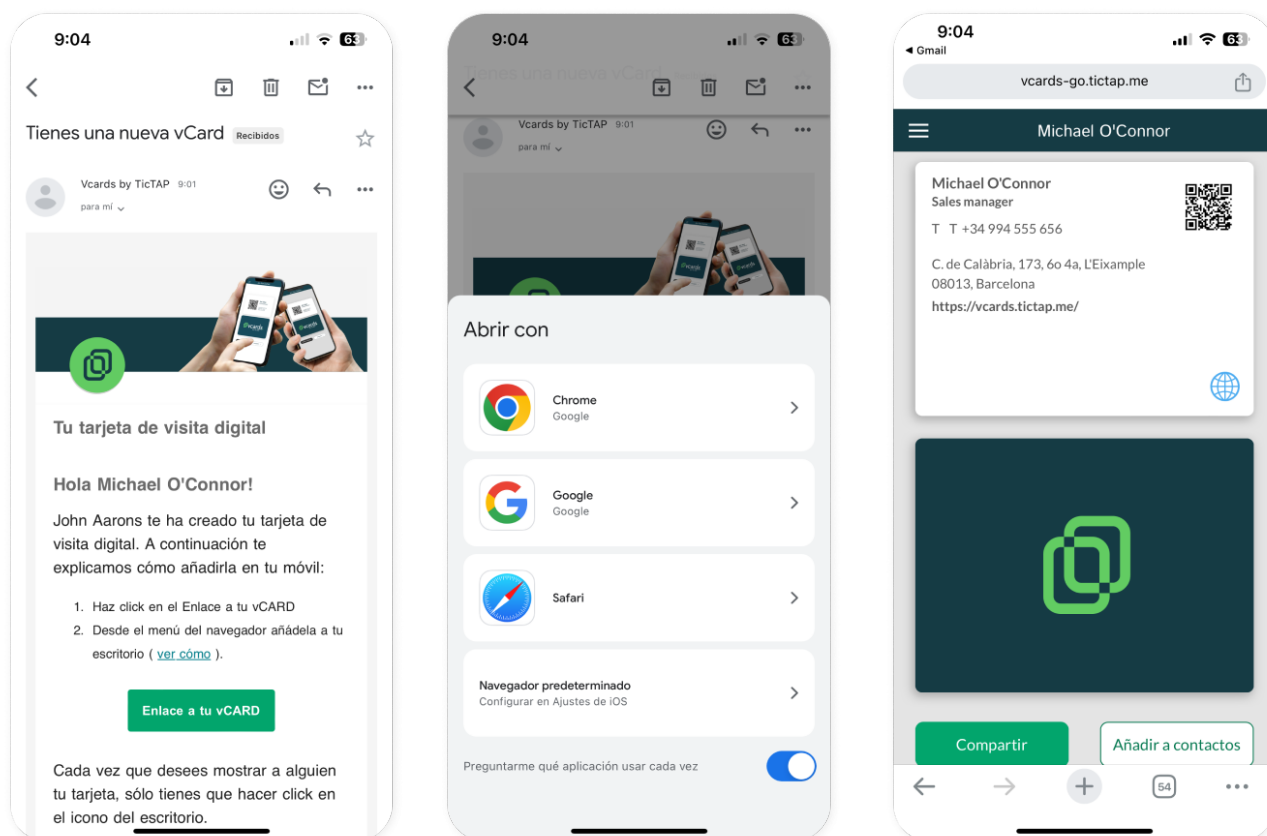 9:04
63
Tienes una nueva vCard Recibidos
Vcards by TicTAP 9:01
para mí
Tu tarjeta de visita digital
Hola Michael O'Connor!
John Aarons te ha creado tu tarjeta de
visita digital. A continuación te
explicamos cómo añadirla en tu móvil:
1. Haz click en el Enlace a tu vCARD
2. Desde el menú del navegador añádela a tu
escritorio ( ver cómo ).
Enlace a tu vCARD
Cada vez que desees mostrar a alguien
tu tarjeta, sólo tienes que hacer click en
el icono del escritorio.
9:04
63
Tienes una nueva vCard
Vcards by TicTAP 9:01
para mí
Abrir con
Chrome
Google
Google
Google
Safari
Navegador predeterminado
Configurar en Ajustes de iOS
Preguntarme qué aplicación usar cada vez
9:04
63
Gmail
vcards-go.tictap.me
Michael O'Connor
Michael O'Connor
Sales manager
T T +34 994 555 656
C. de Calàbria, 173, 6o 4a, L'Eixample
08013, Barcelona
https://vcards.tictap.me/
Compartir
Añadir a contactos
54